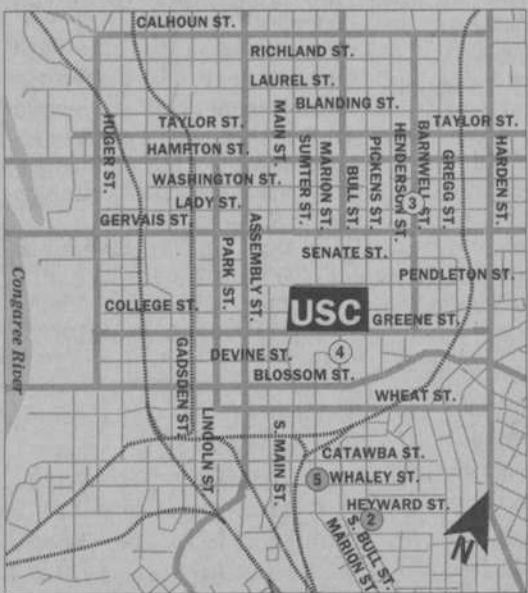 CALHOUN ST.
RICHLAND ST.
LAUREL ST.
BLANDING ST.
TAYLOR ST.
TAYLOR ST.
HAMPTON ST.
WASHINGTON ST.
LADY ST.
GERVAIS ST.
HUGER ST.
MAIN ST.
SUMTER ST.
MARION ST.
BULL ST.
PICKENS ST.
HENDERSON ST.
BARNWELL ST.
GREGG ST.
HARDEN ST.
3
SENATE ST.
PENDLETON ST.
PARK ST.
ASSEMBLY ST.
Congaree River
COLLEGE ST.
USC
GREENE ST.
GADSDEN ST.
DEVINE ST.
4
BLOSSOM ST.
WHEAT ST.
LINCOLN ST.
S. MAIN ST.
CATAWBA ST.
5
WHALEY ST.
HEYWARD ST.
2
S. BULL ST.
MARION ST.
N